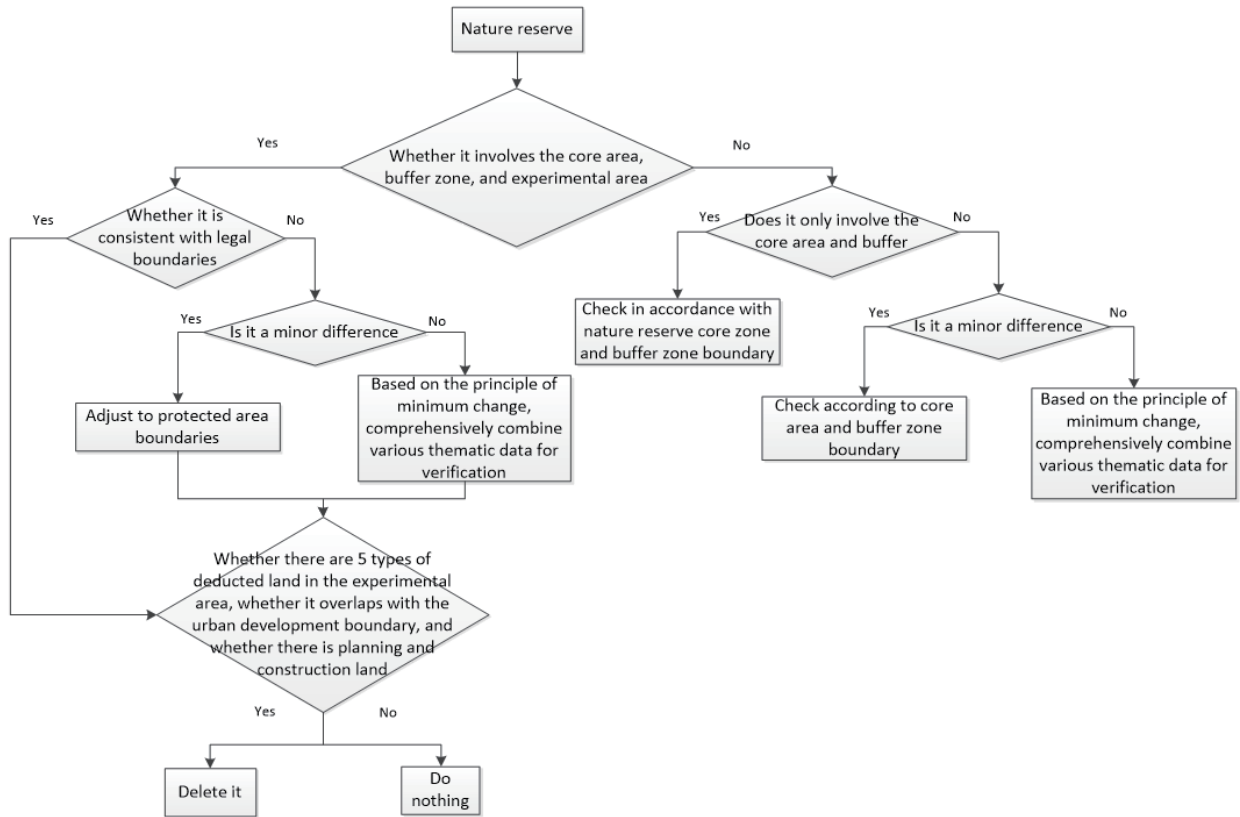 Nature reserve
Yes
No
Whether it involves the core area,
buffer zone, and experimental area
Yes
Whether it is
consistent with legal
boundaries
No
Yes
Does it only involve the
core area and buffer
No
Yes
Is it a minor difference
No
Check in accordance with
nature reserve core zone
and buffer zone boundary
Yes
Is it a minor difference
No
Adjust to protected area
boundaries
Based on the principle of
minimum change,
comprehensively combine
various thematic data for
verification
Check according to core
area and buffer zone
boundary
Based on the principle of
minimum change,
comprehensively combine
various thematic data for
verification
Whether there are 5 types of
deducted land in the experimental
area, whether it overlaps with the
urban development boundary, and
whether there is planning and
construction land
Yes
No
Delete it
Do
nothing